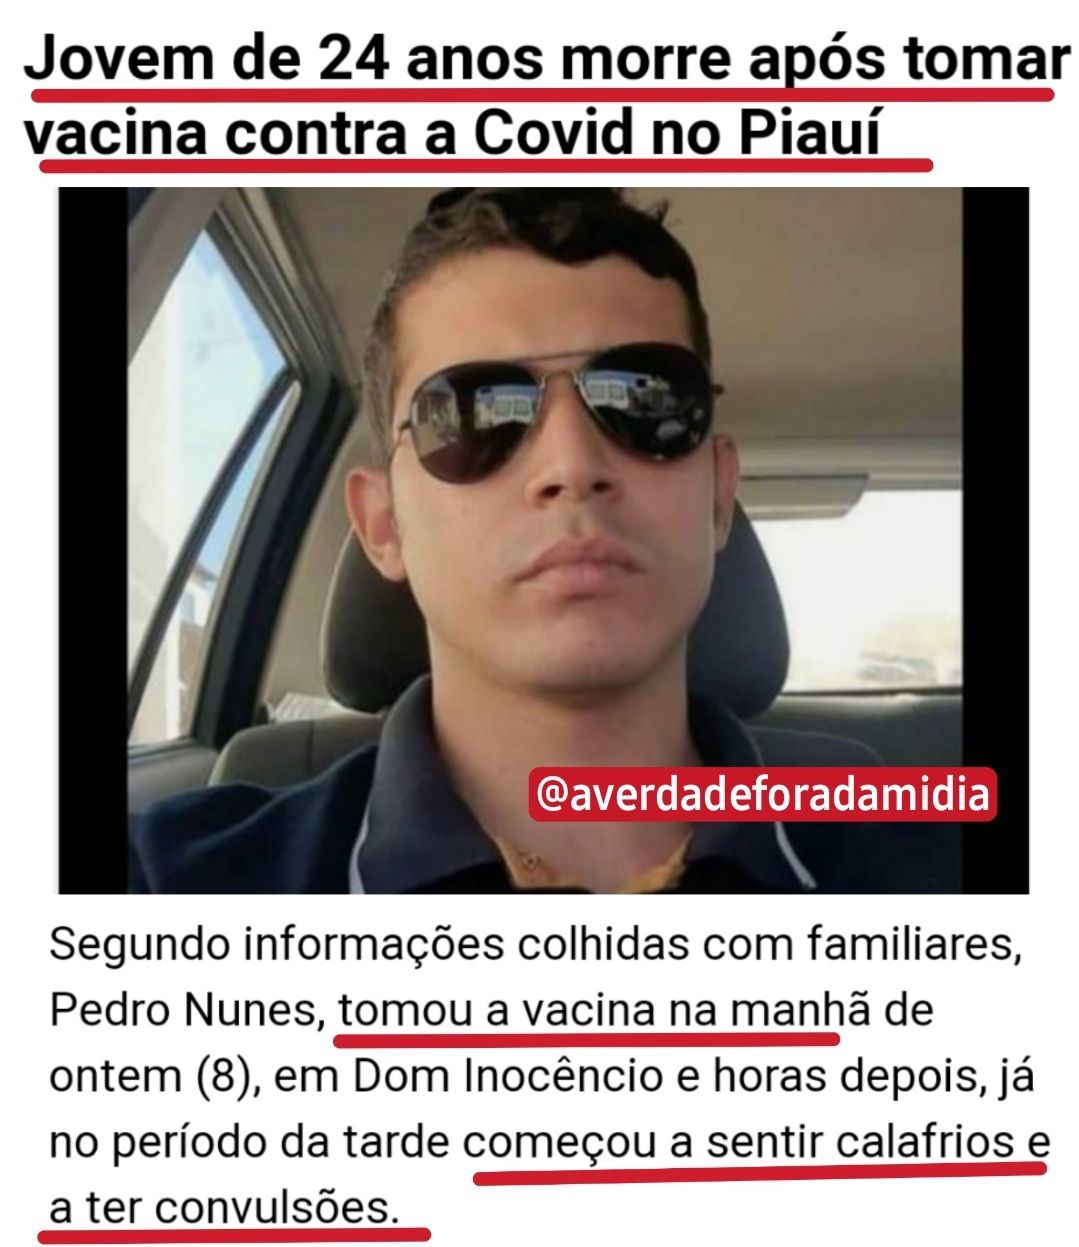 Jovem de 24 anos morre após tomar
vacina contra a Covid no Piauí
@averdadeforadamidia
Segundo informações colhidas com familiares,
Pedro Nunes, tomou a vacina na manhã de
ontem (8), em Dom Inocêncio e horas depois, já
no período da tarde começou a sentir calafrios e
a ter convulsões.